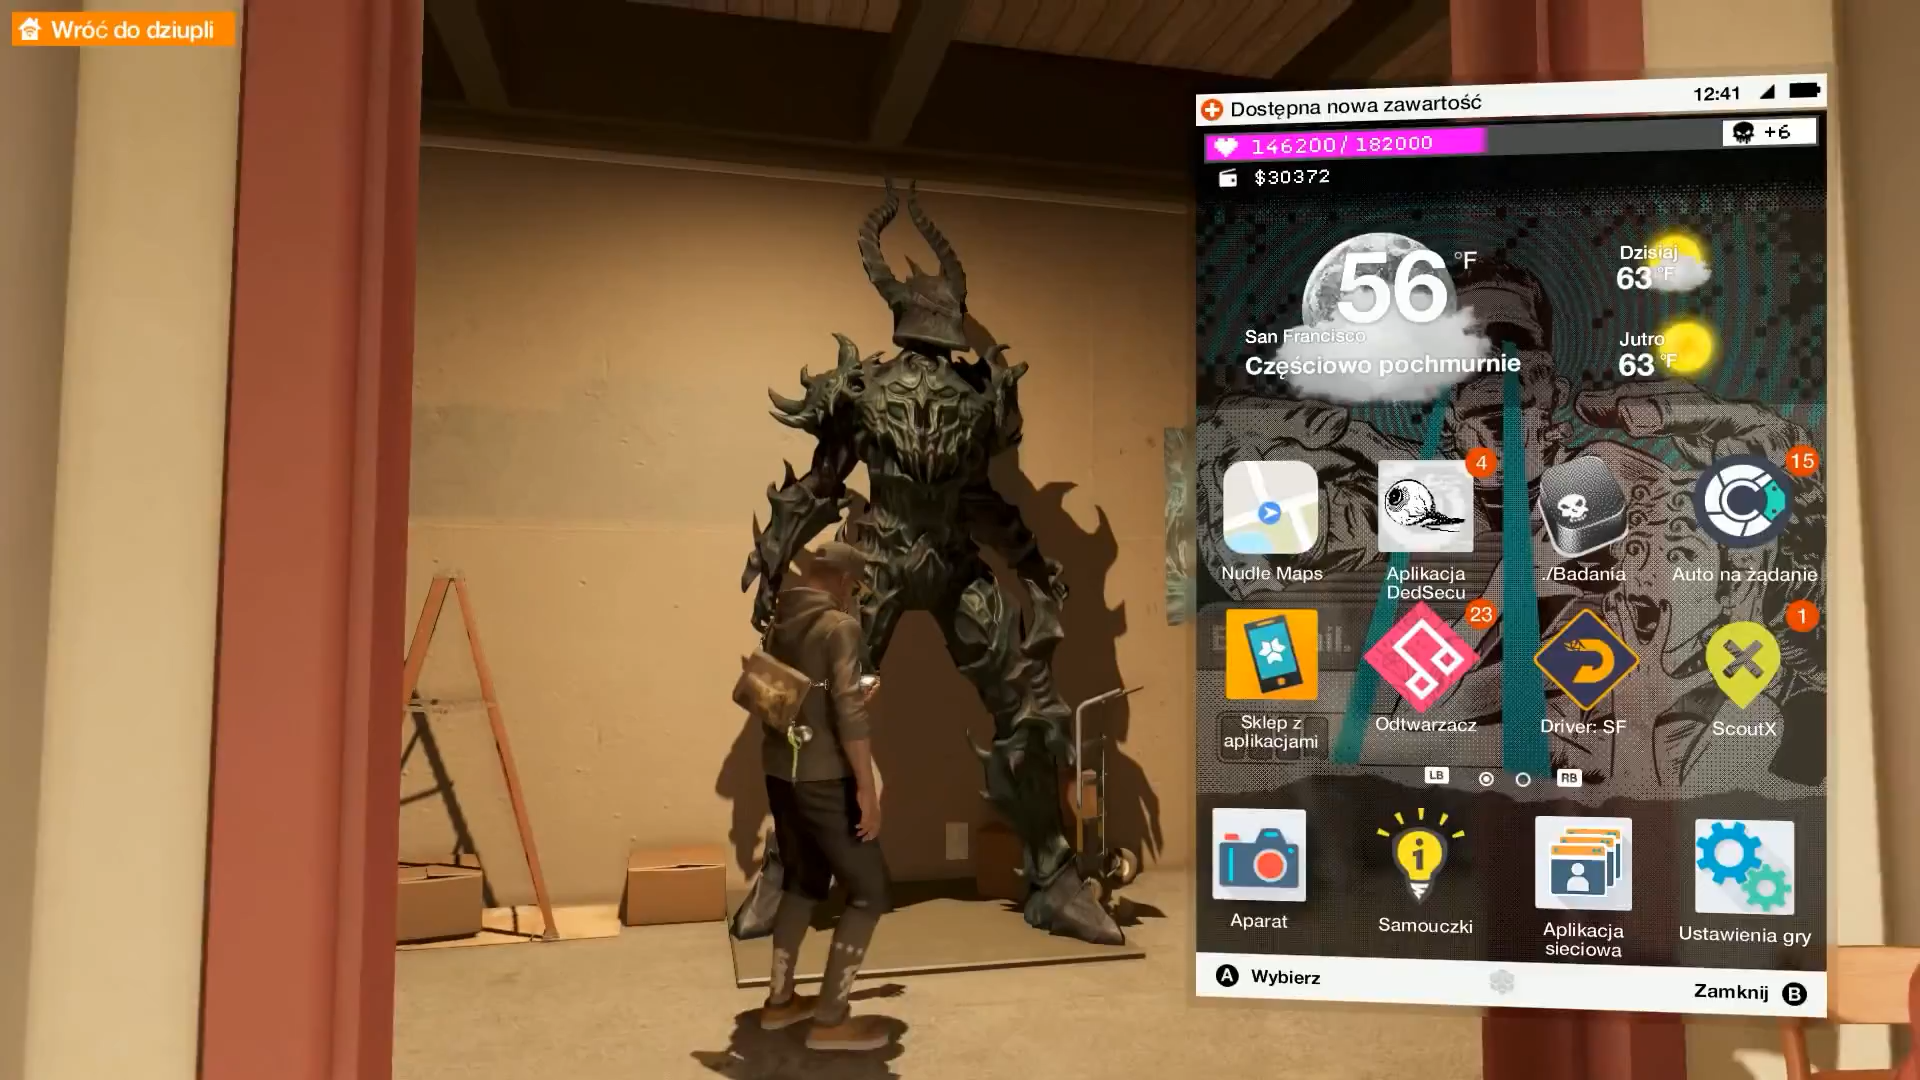 Wróć do dziupli
Dostępna nowa zawartość
12:41
146200/ 182000
+6
$30372
56 °F
San Francisco
Częściowo pochmurnie
Dzisiaj
63 °F
Jutro
63 °F
4
15
Nudle Maps
Aplikacja
DedSecu
./Badania
Auto na żądanie
23
1
Sklep z
aplikacjami
Odtwarzacz
Driver: SF
ScoutX
LB
RB
Aparat
Samouczki
Aplikacja
sieciowa
Ustawienia gry
A Wybierz
Zamknij B